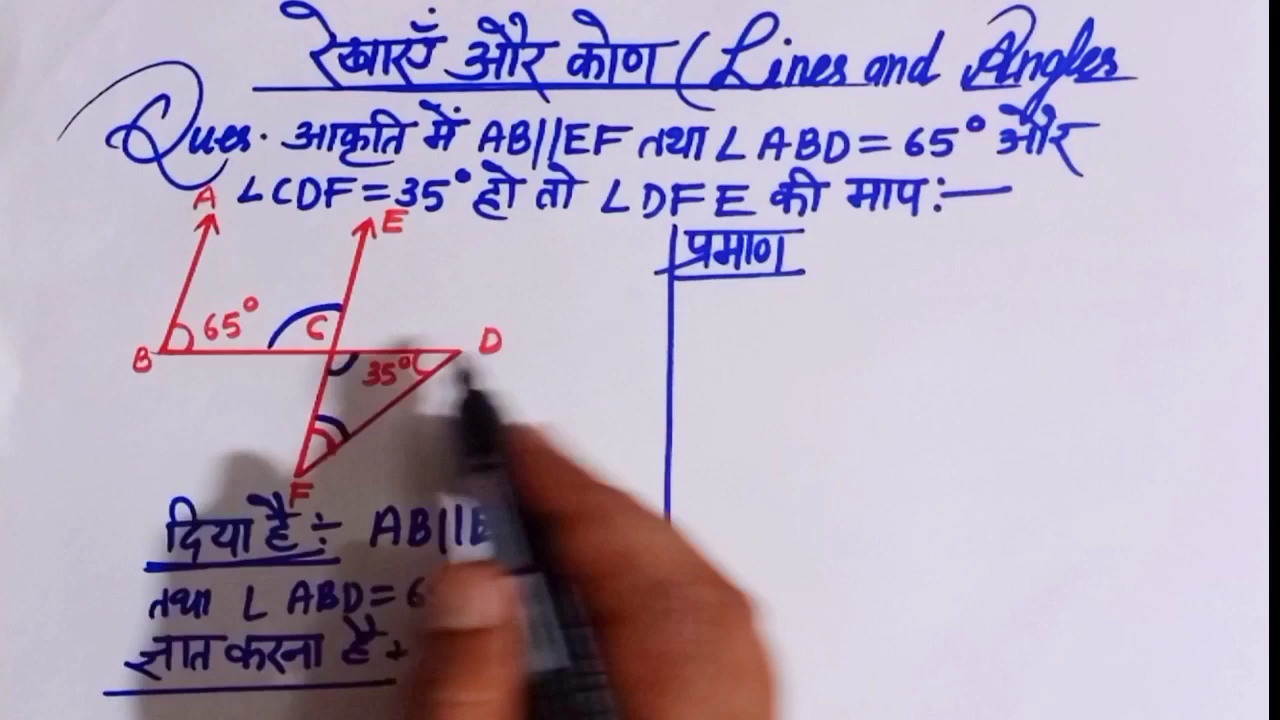 रेखाएँ और कोण (Lines and Angles
Ques. आकृति में AB||EF तथा ∠ABD = 65° और
∠CDF = 35° हो तो ∠DFE की माप:—
A
E
प्रमाण
65°
C
B
D
35°
F
दिया है ÷ AB||
तथा ∠ ABD = 6
ज्ञात करना है